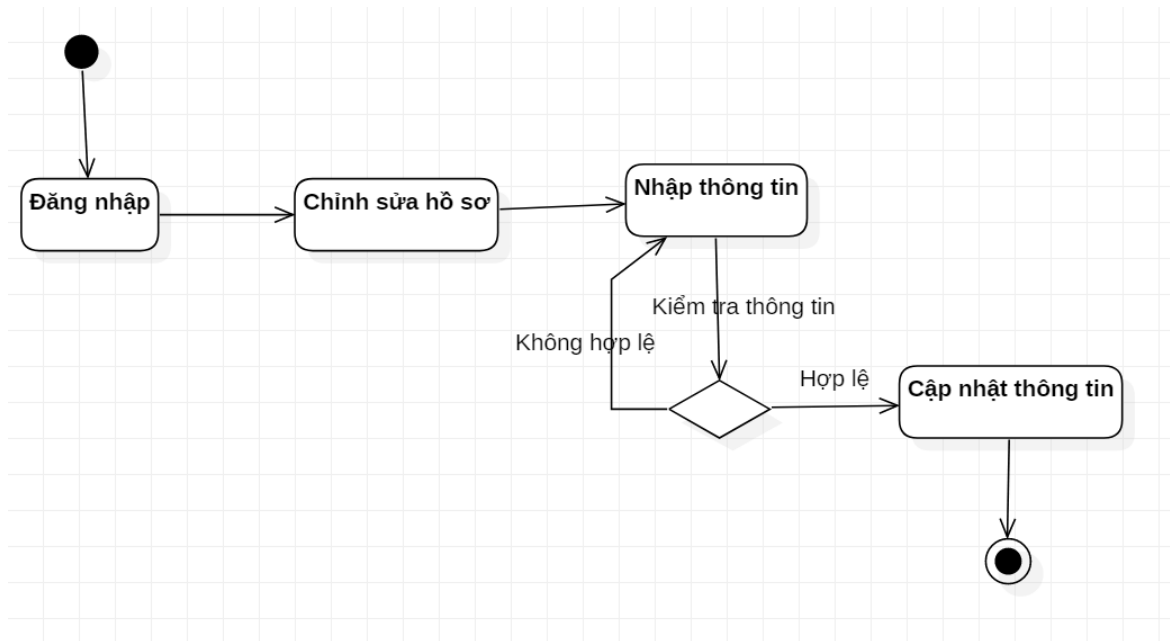 Đăng nhập
Chỉnh sửa hồ sơ
Nhập thông tin
Kiểm tra thông tin
Không hợp lệ
Hợp lệ
Cập nhật thông tin